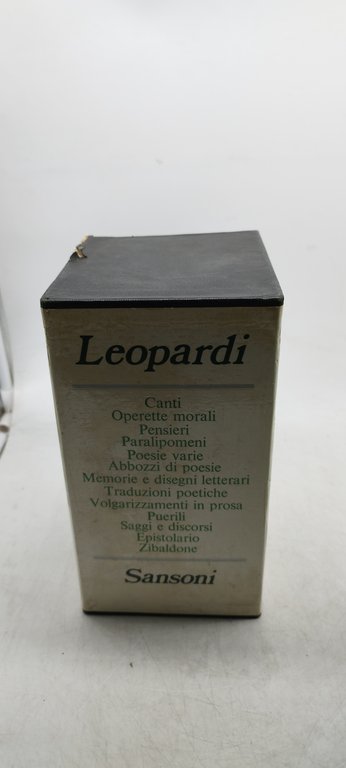 Leopardi
Canti
Operette morali
Pensieri
Paralipomeni
Poesie varie
Abbozzi di poesie
Memorie e disegni letterari
Traduzioni poetiche
Volgarizzamenti in prosa
Puerili
Saggi e discorsi
Epistolario
Zibaldone
Sansoni